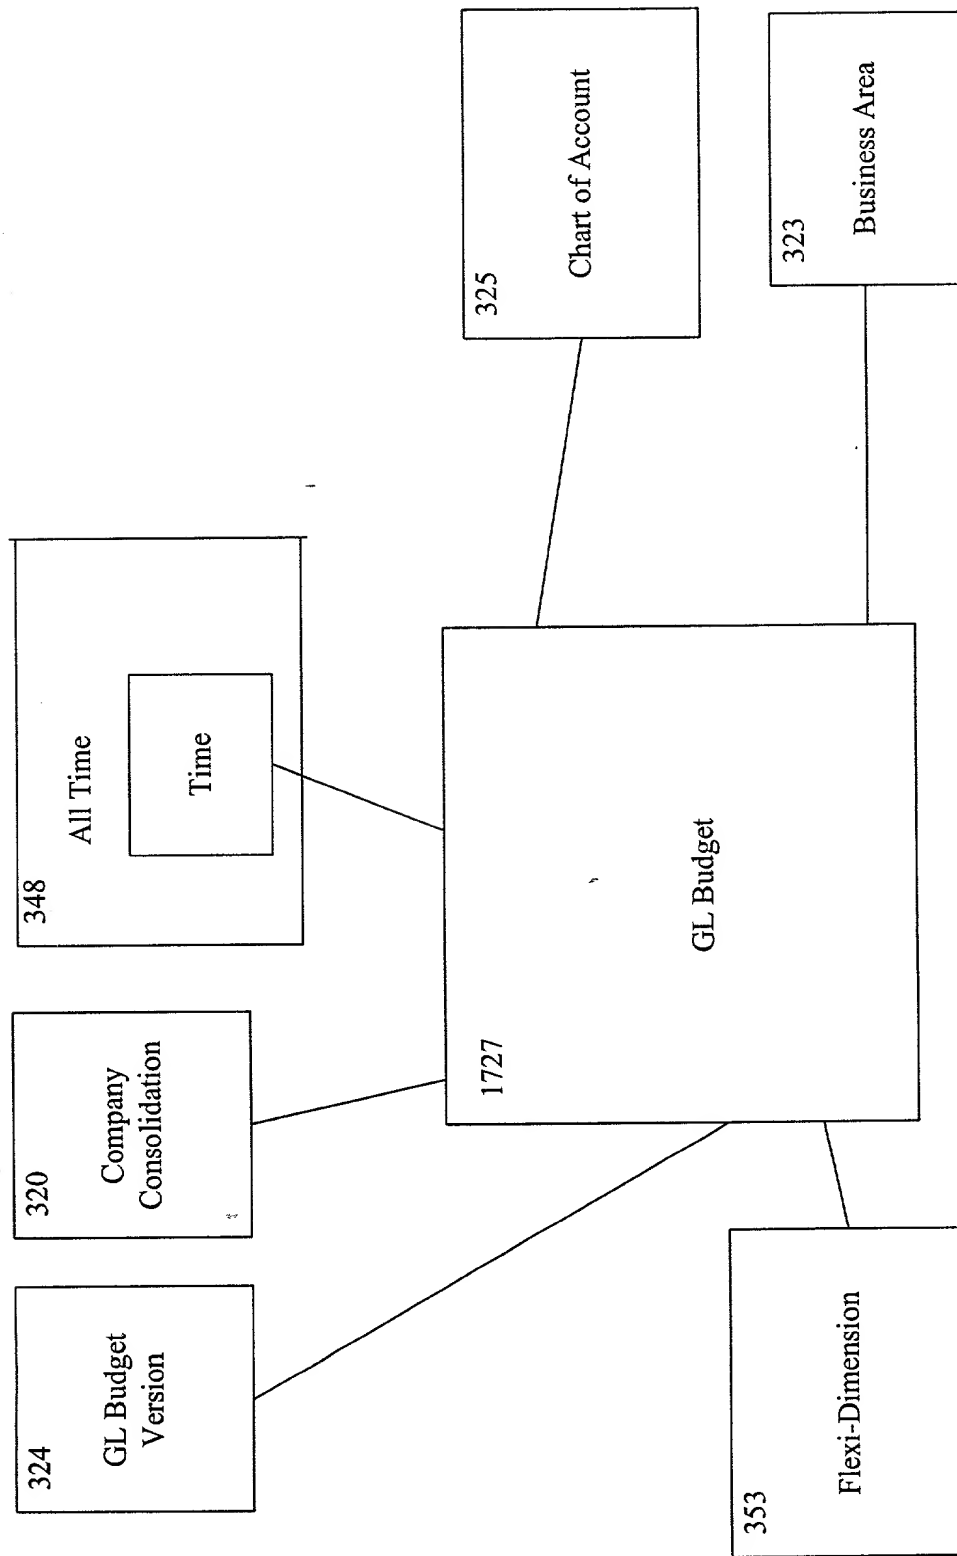 324
GL Budget
Version
320
Company
Consolidation
348
All Time
Time
325
Chart of Account
1727
GL Budget
353
Flexi-Dimension
323
Business Area